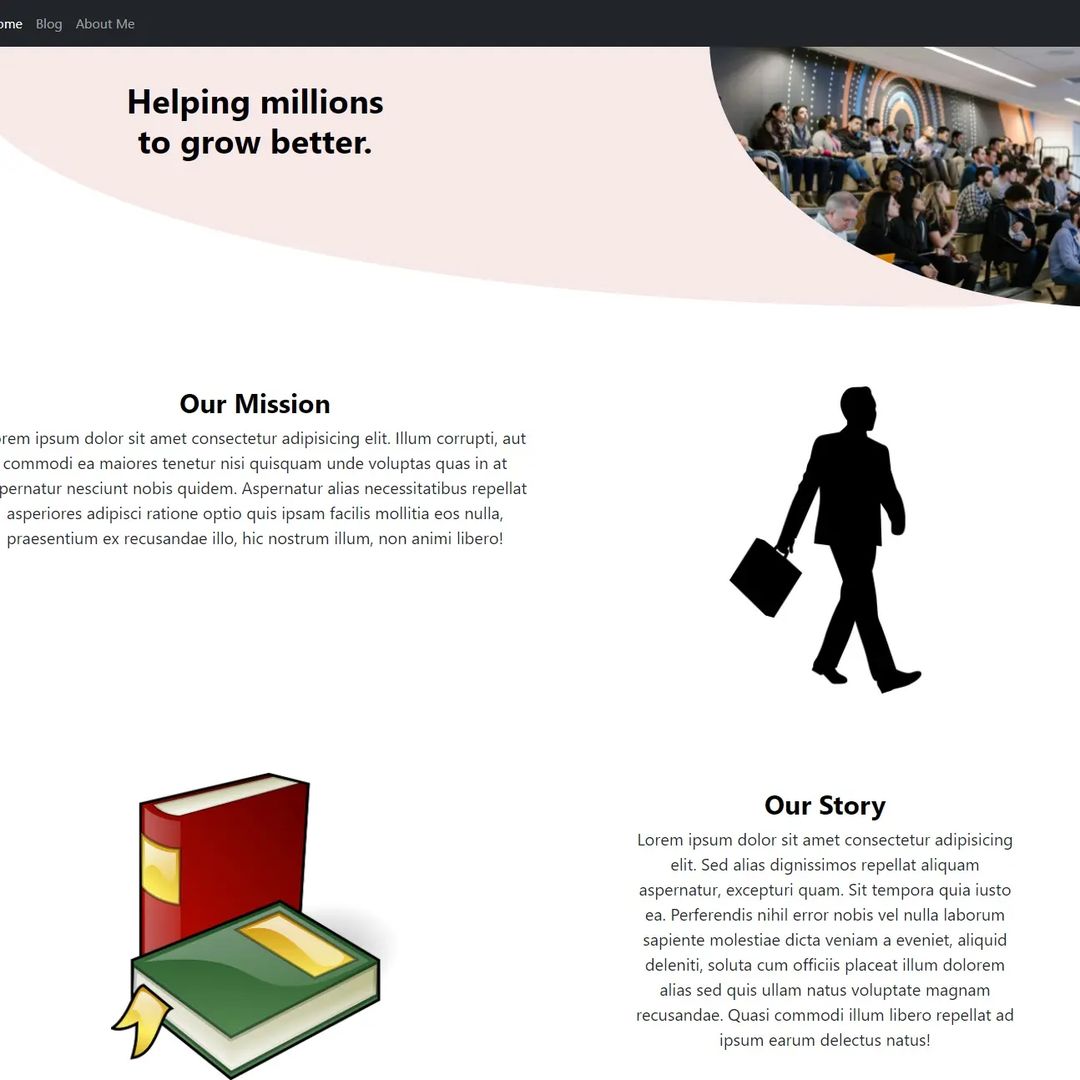 ome Blog About Me
Helping millions
to grow better.
Our Mission
orem ipsum dolor sit amet consectetur adipisicing elit. Illum corrupti, aut
commodi ea maiores tenetur nisi quisquam unde voluptas quas in at
pernatur nesciunt nobis quidem. Aspernatur alias necessitatibus repellat
asperiores adipisci ratione optio quis ipsam facilis mollitia eos nulla,
praesentium ex recusandae illo, hic nostrum illum, non animi libero!
Our Story
Lorem ipsum dolor sit amet consectetur adipisicing
elit. Sed alias dignissimos repellat aliquam
aspernatur, excepturi quam. Sit tempora quia iusto
ea. Perferendis nihil error nobis vel nulla laborum
sapiente molestiae dicta veniam a eveniet, aliquid
deleniti, soluta cum officiis placeat illum dolorem
alias sed quis ullam natus voluptate magnam
recusandae. Quasi commodi illum libero repellat ad
ipsum earum delectus natus!